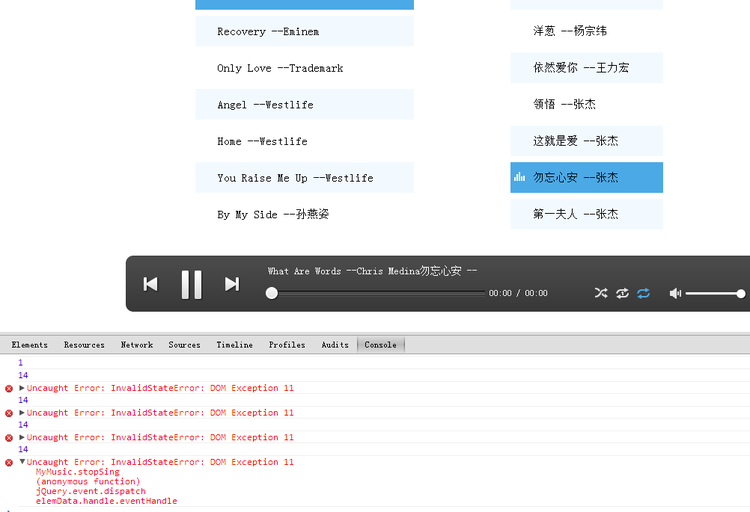 Recovery --Eminem
洋葱 --杨宗纬
Only Love --Trademark
依然爱你 --王力宏
Angel --Westlife
领悟 --张杰
Home --Westlife
这就是爱 --张杰
You Raise Me Up --Westlife
勿忘心安 --张杰
By My Side --孙燕姿
第一夫人 --张杰
What Are Words --Chris Medina勿忘心安 --
00:00 / 00:00
Elements Resources Network Sources Timeline Profiles Audits Console
1
14
Uncaught Error: InvalidStateError: DOM Exception 11
14
Uncaught Error: InvalidStateError: DOM Exception 11
14
Uncaught Error: InvalidStateError: DOM Exception 11
14
Uncaught Error: InvalidStateError: DOM Exception 11
MyMusic.stopSing
(anonymous function)
jQuery.event.dispatch
elemData.handle.eventHandle